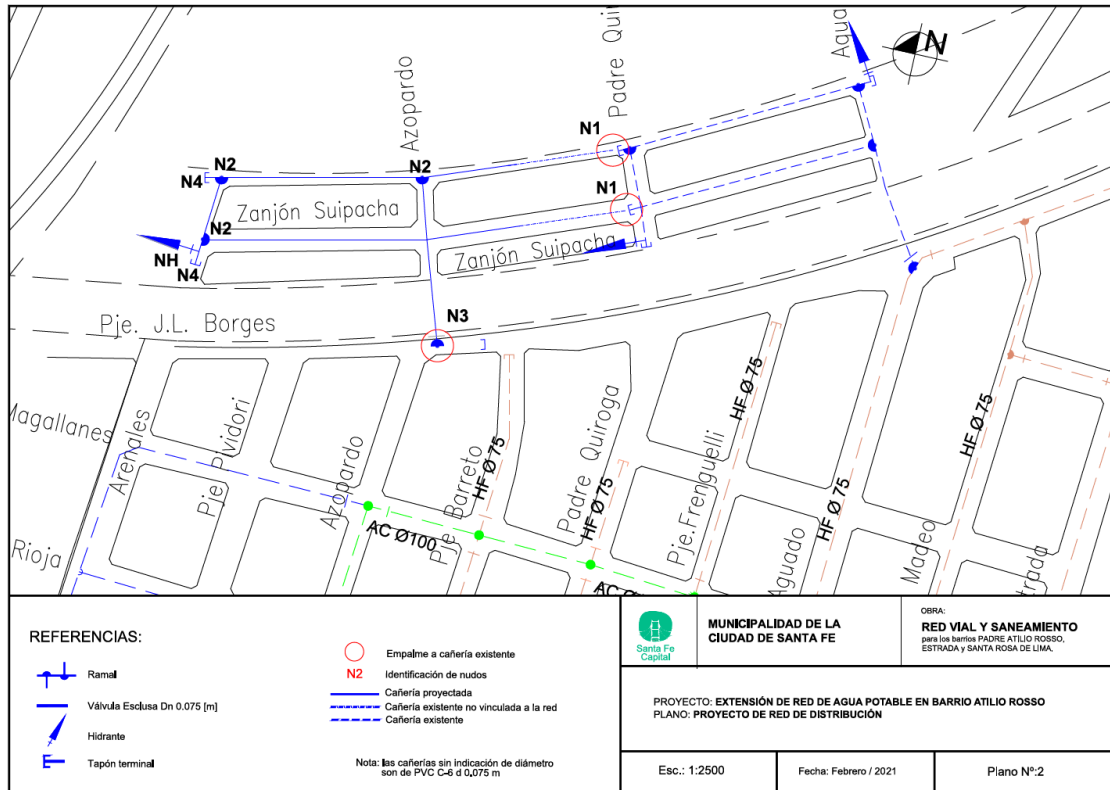 Azopardo
Padre Qui
Agua
N
N1
N2
N2
N4
Zanjón Suipacha
N1
N2
NH
N4
Zanjón Suipacha
N3
Pje. J.L. Borges
HF Ø 75
HF Ø 75
Magallanes
Arenales
Pje Pividori
Azopardo
Pje Barreto
HF Ø 75
Padre Quiroga
HF Ø 75
Pje.Frenguelli
HF Ø 75
Aguado
Madeo
trada
AC Ø100
Rioja
REFERENCIAS:
Ramal
Válvula Esclusa Dn 0.075 [m]
Hidrante
Tapón terminal
Empalme a cañería existente
N2 Identificación de nudos
Cañería proyectada
Cañería existente no vinculada a la red
Cañería existente
Nota: las cañerías sin indicación de diámetro
son de PVC C-6 d 0,075 m
Santa Fe
Capital
MUNICIPALIDAD DE LA
CIUDAD DE SANTA FE
OBRA:
RED VIAL Y SANEAMIENTO
para los barrios PADRE ATILIO ROSSO,
ESTRADA y SANTA ROSA DE LIMA.
PROYECTO: EXTENSIÓN DE RED DE AGUA POTABLE EN BARRIO ATILIO ROSSO
PLANO: PROYECTO DE RED DE DISTRIBUCIÓN
Esc.: 1:2500
Fecha: Febrero / 2021
Plano Nº:2